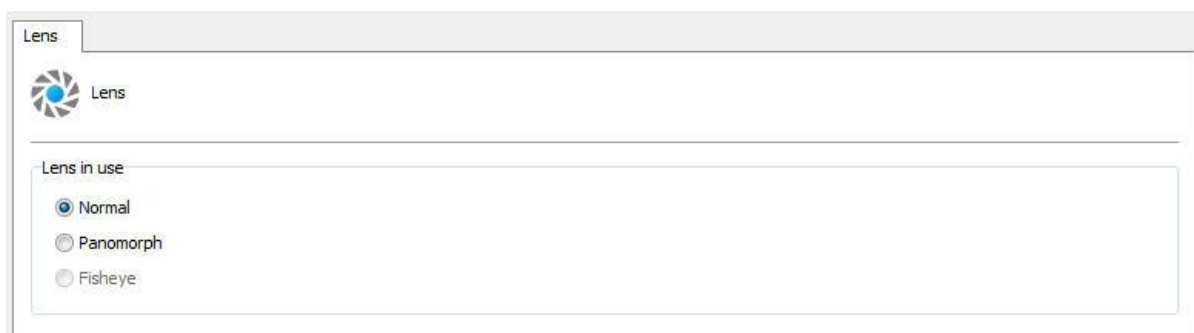 Lens
Lens
Lens in use
Normal
Panomorph
Fisheye